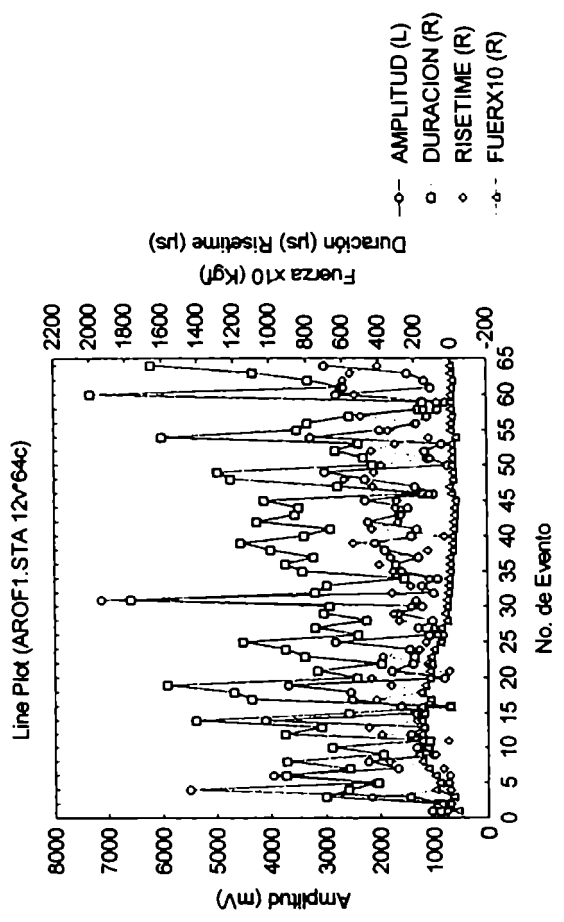 Line Plot (AROF1.STA 12v*64c)
Amplitud (mV)
8000
7000
6000
5000
4000
3000
2000
1000
0
0 5 10 15 20 25 30 35 40 45 50 55 60 65
No. de Evento
2200
2000
1800
1600
1400
1200
1000
800
600
400
200
0
-200
Fuerza x10 (Kgf)
Duración (µs) Risetime (µs)
AMPLITUD (L)
DURACION (R)
RISETIME (R)
FUERX10 (R)